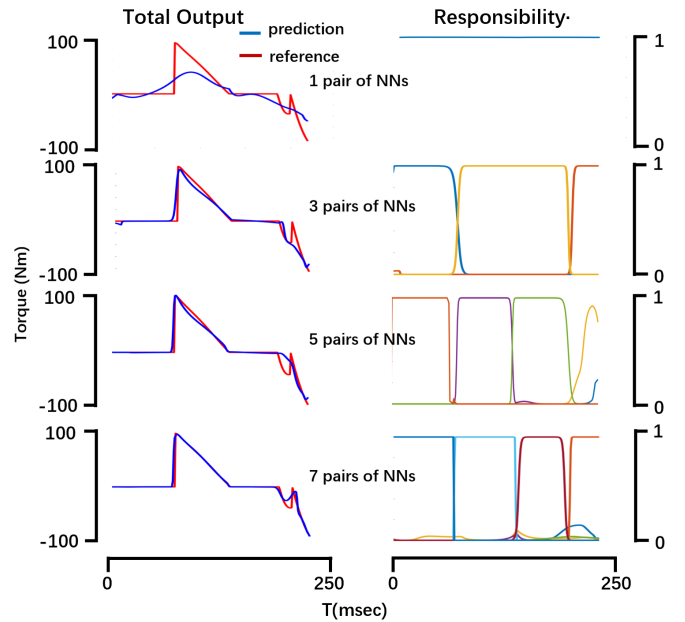 Total Output
Responsibility·
prediction
reference
100
-100
1 pair of NNs
1
0
100
-100
3 pairs of NNs
1
0
Torque (Nm)
100
-100
5 pairs of NNs
1
0
100
-100
7 pairs of NNs
1
0
0
250
0
250
T(msec)